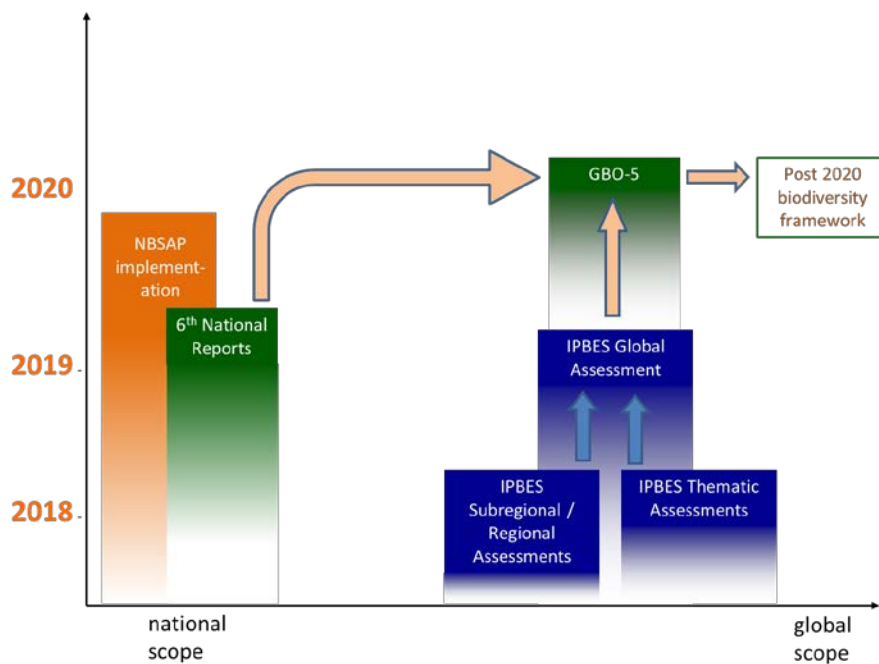 2020
2019
2018
NBSAP
implement-
ation
6th National
Reports
GBO-5
Post 2020
biodiversity
framework
IPBES Global
Assessment
IPBES
Subregional /
Regional
Assessments
IPBES Thematic
Assessments
national
scope
global
scope